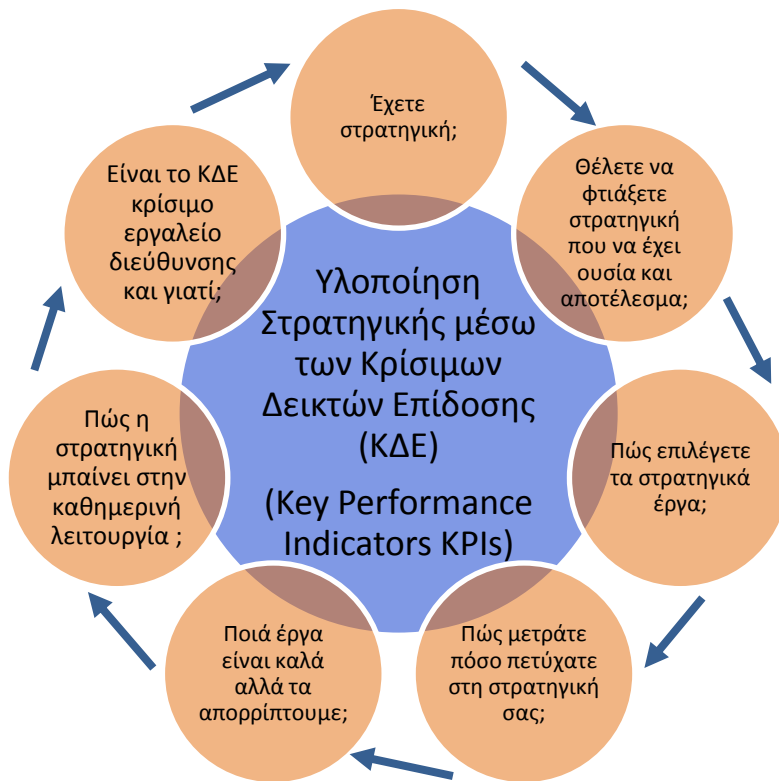 Έχετε
στρατηγική;
Θέλετε να
φτιάξετε
στρατηγική
που να έχει
ουσία και
αποτέλεσμα;
Πώς επιλέγετε
τα στρατηγικά
έργα;
Πώς μετράτε
πόσο πετύχατε
στη στρατηγική
σας;
Ποιά έργα
είναι καλά
αλλά τα
απορρίπτουμε;
Πώς η
στρατηγική
μπαίνει στην
καθημερινή
λειτουργία ;
Είναι το ΚΔΕ
κρίσιμο
εργαλείο
διεύθυνσης
και γιατί;
Υλοποίηση
Στρατηγικής μέσω
των Κρίσιμων
Δεικτών Επίδοσης
(ΚΔΕ)
(Key Performance
Indicators KPIs)